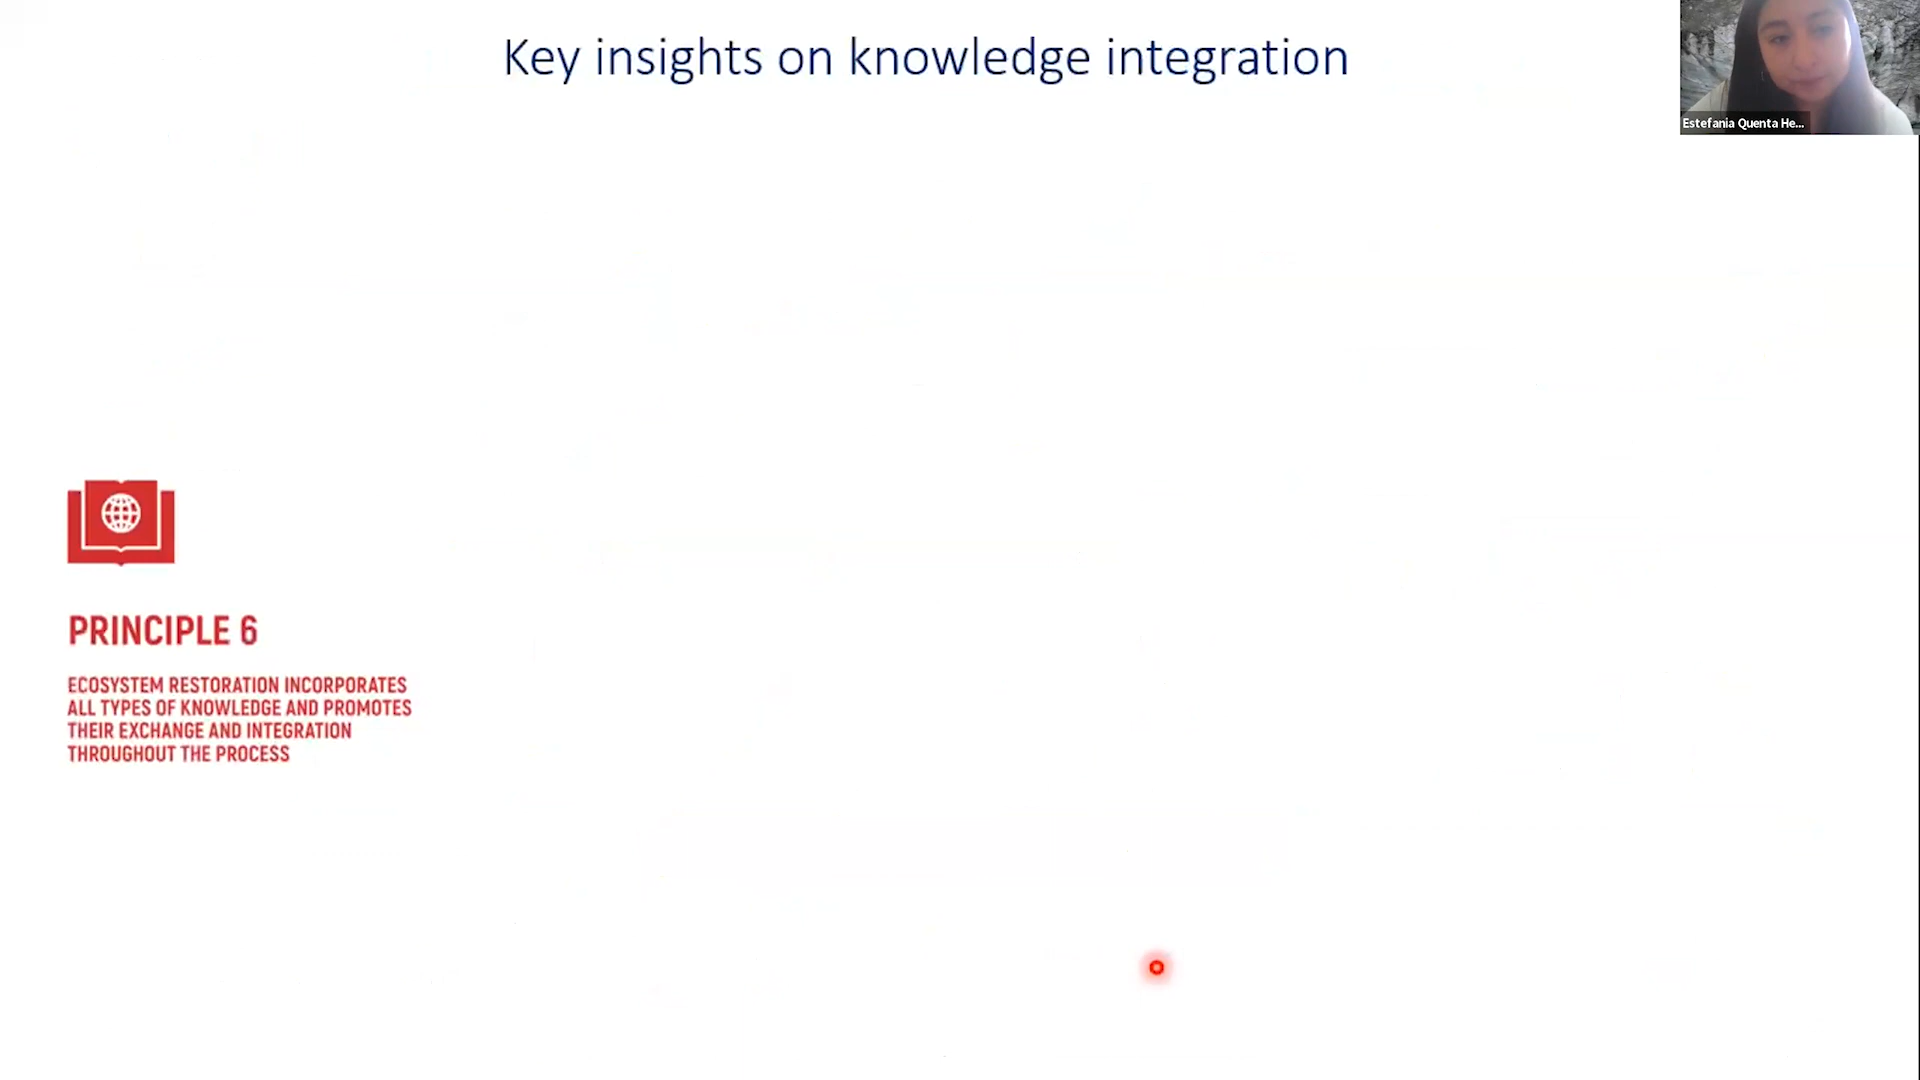 Key insights on knowledge integration
Estefania Quenta He...
PRINCIPLE 6
ECOSYSTEM RESTORATION INCORPORATES
ALL TYPES OF KNOWLEDGE AND PROMOTES
THEIR EXCHANGE AND INTEGRATION
THROUGHOUT THE PROCESS